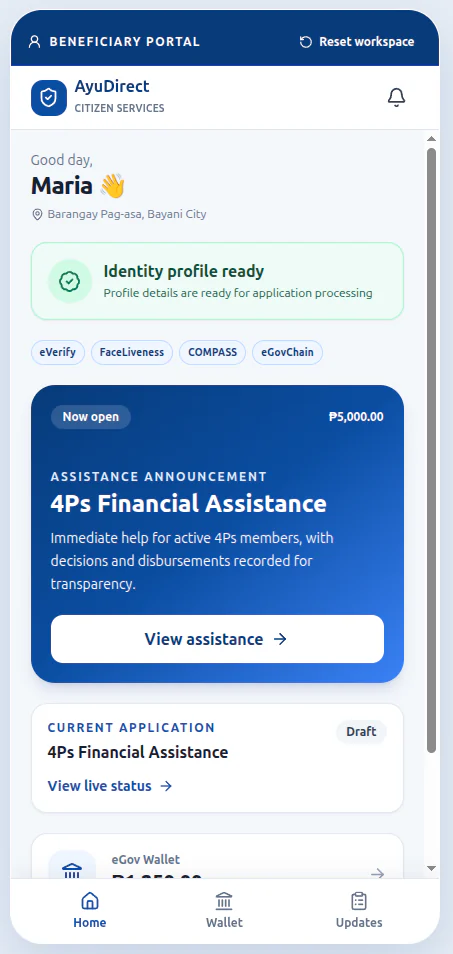 BENEFICIARY PORTAL
Reset workspace
AyuDirect
CITIZEN SERVICES
Good day,
Maria 👋
Barangay Pag-asa, Bayani City
Identity profile ready
Profile details are ready for application processing
eVerify
FaceLiveness
COMPASS
eGovChain
Now open
₱5,000.00
ASSISTANCE ANNOUNCEMENT
4Ps Financial Assistance
Immediate help for active 4Ps members, with
decisions and disbursements recorded for
transparency.
View assistance
CURRENT APPLICATION
Draft
4Ps Financial Assistance
View live status
eGov Wallet
Home
Wallet
Updates